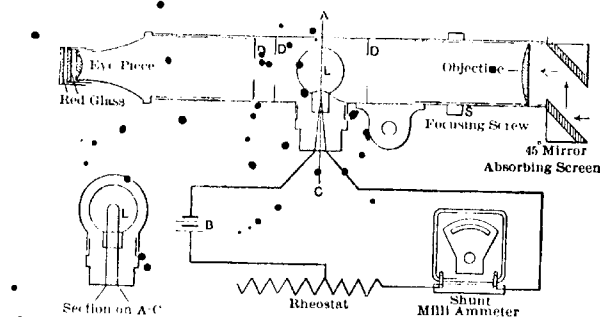 A
D
D
D
L
Eye Piece
Objective
Red Glass
S
Focusing Screw
45° Mirror
Absorbing Screen
C
L
B
Section on A-C
Rheostat
Shunt
Milli Ammeter